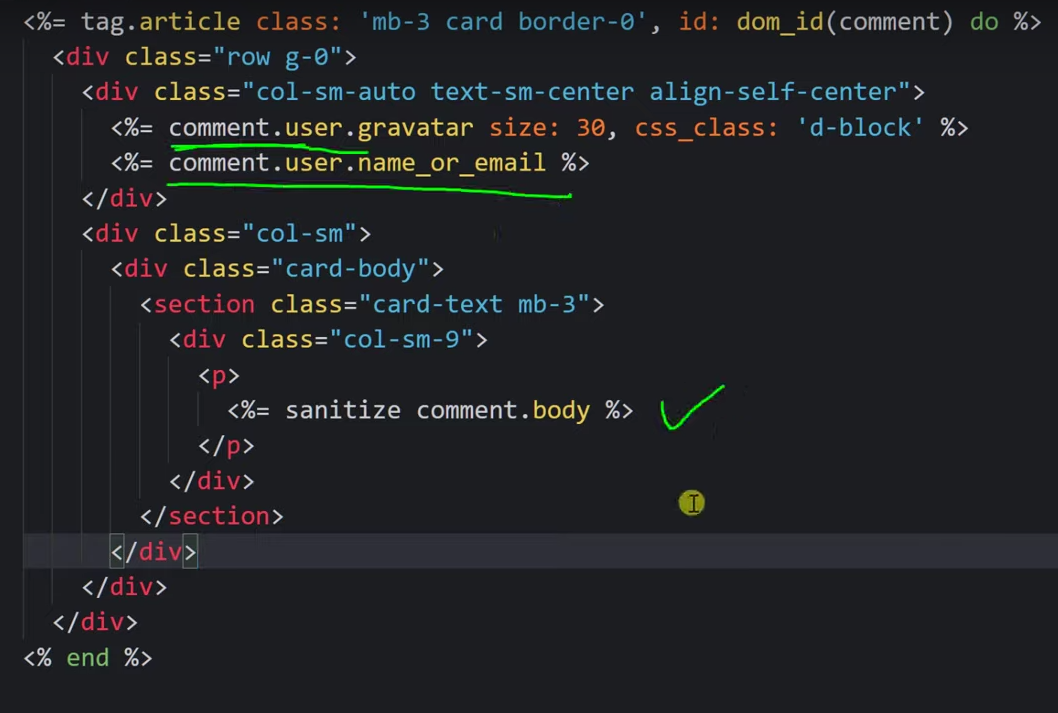 <%= tag.article class: 'mb-3 card border-0', id: dom_id(comment) do %>
<div class="row g-0">
<div class="col-sm-auto text-sm-center align-self-center">
<%= comment.user.gravatar size: 30, css_class: 'd-block' %>
<%= comment.user.name_or_email %>
</div>
<div class="col-sm">
<div class="card-body">
<section class="card-text mb-3">
<div class="col-sm-9">
<p>
<%= sanitize comment.body %>
</p>
</div>
</section>
</div>
</div>
</div>
<% end %>